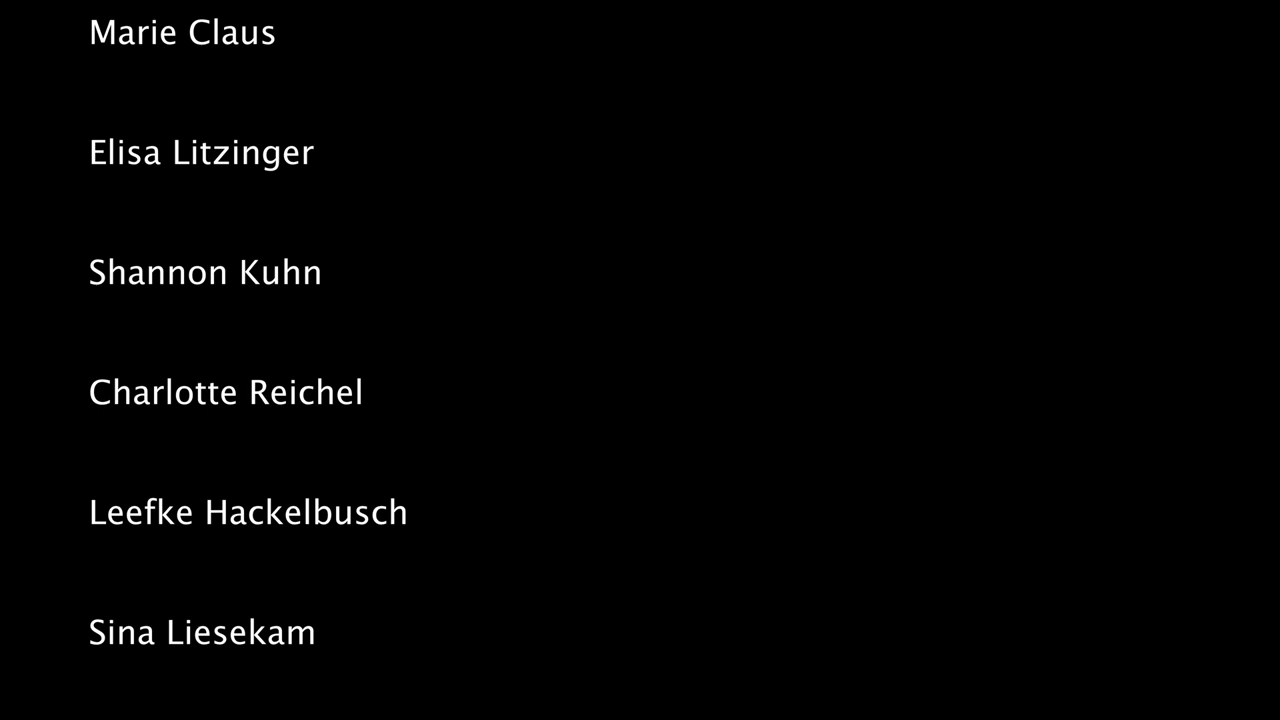 Marie Claus
Elisa Litzinger
Shannon Kuhn
Charlotte Reichel
Leefke Hackelbusch
Sina Liesekam